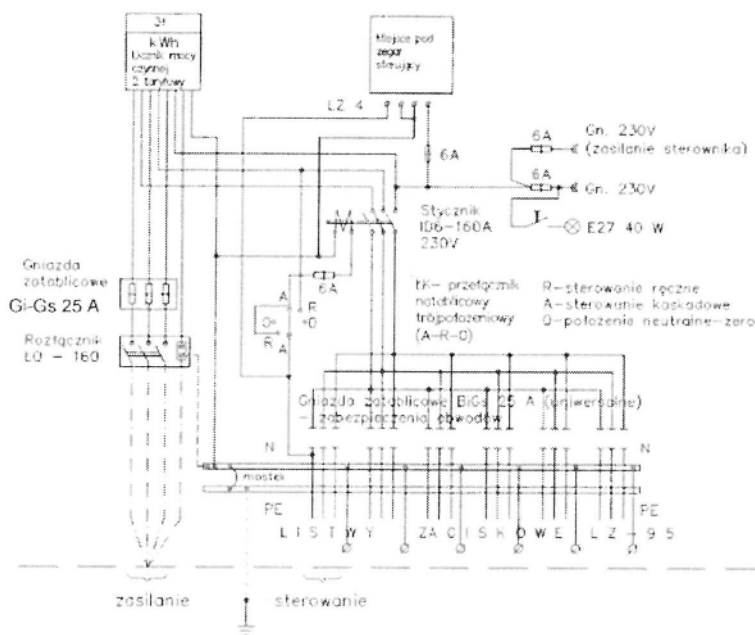 3f
kWh
Licznik mocy
czynnej
2 taryfowy
Miejsce pod
zegar
sterujący
LZ 4
6A
6A
Gn. 230V
(zasilanie sterownika)
6A
Gn. 230V
E27 40 W
Stycznik
ID6-160A
230V
Gniazda
zatablicowe
Gi-Gs 25 A
Rozłącznik
ŁO - 160
6A
A
R
0
0
R
A
ŁK- przełącznik
natablicowy
trójpołożeniowy
(A-R-0)
R-sterowanie ręczne
A-sterowanie kaskadowe
0-położenie neutralne-zero
Gniazda zatablicowe BiGs 25 A (uniwersalne)
- zabezpieczenia obwodów
N
N
mostek
PE
PE
LISTWY ZACISKOWE LZ-95
zasilanie
sterowanie